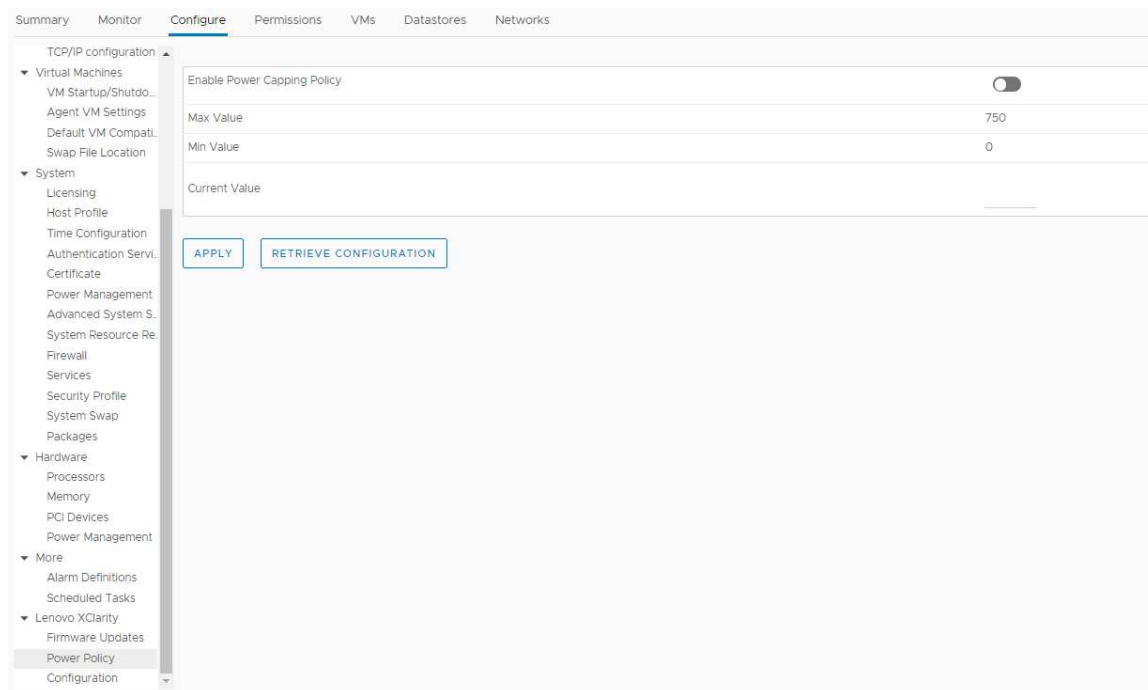 Summary Monitor Configure Permissions VMs Datastores Networks
TCP/IP configuration
Virtual Machines
VM Startup/Shutdo...
Agent VM Settings
Default VM Compati..
Swap File Location
System
Licensing
Host Profile
Time Configuration
Authentication Servi..
Certificate
Power Management
Advanced System S..
System Resource Re..
Firewall
Services
Security Profile
System Swap
Packages
Hardware
Processors
Memory
PCI Devices
Power Management
More
Alarm Definitions
Scheduled Tasks
Lenovo XClarity
Firmware Updates
Power Policy
Configuration
Enable Power Capping Policy
Max Value 750
Min Value 0
Current Value
APPLY RETRIEVE CONFIGURATION